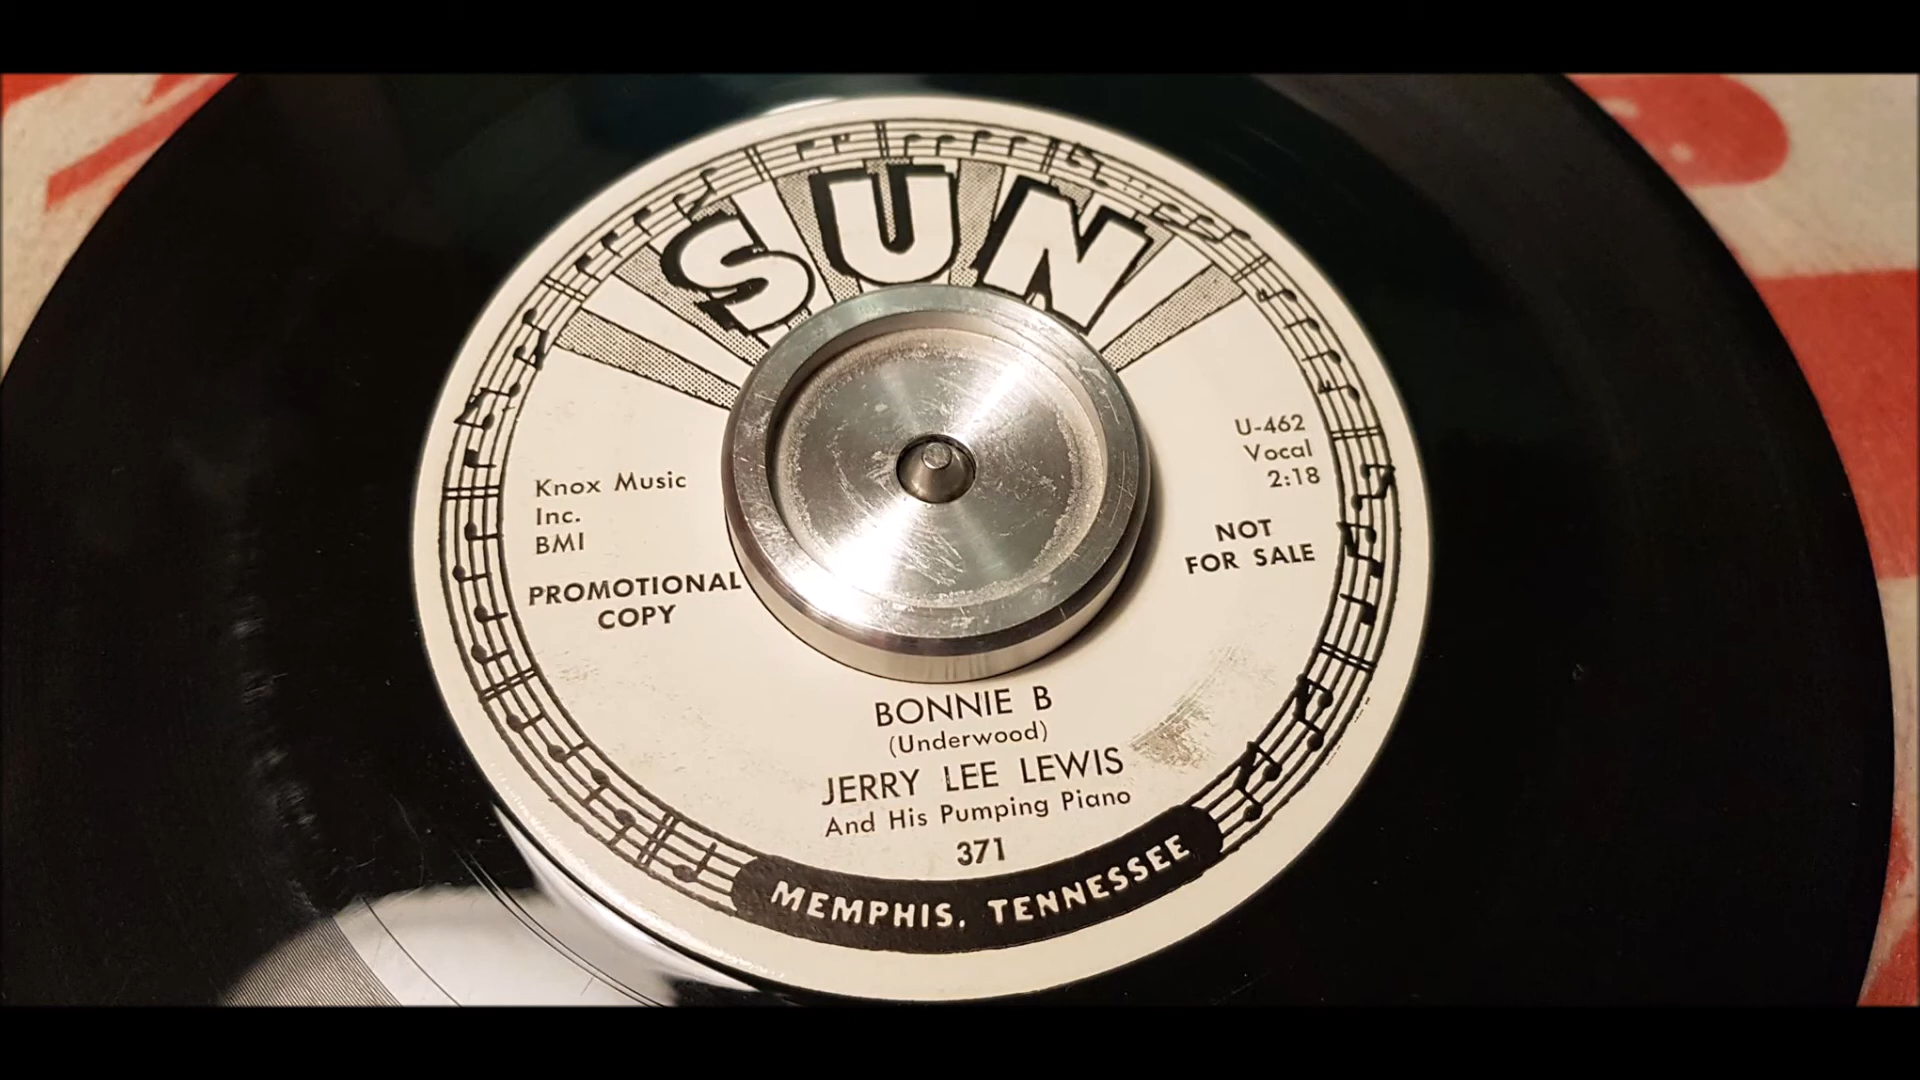 SUN
Knox Music
Inc.
BMI
PROMOTIONAL
COPY
U-462
Vocal
2:18
NOT
FOR SALE
BONNIE B
(Underwood)
JERRY LEE LEWIS
And His Pumping Piano
371
MEMPHIS, TENNESSEE